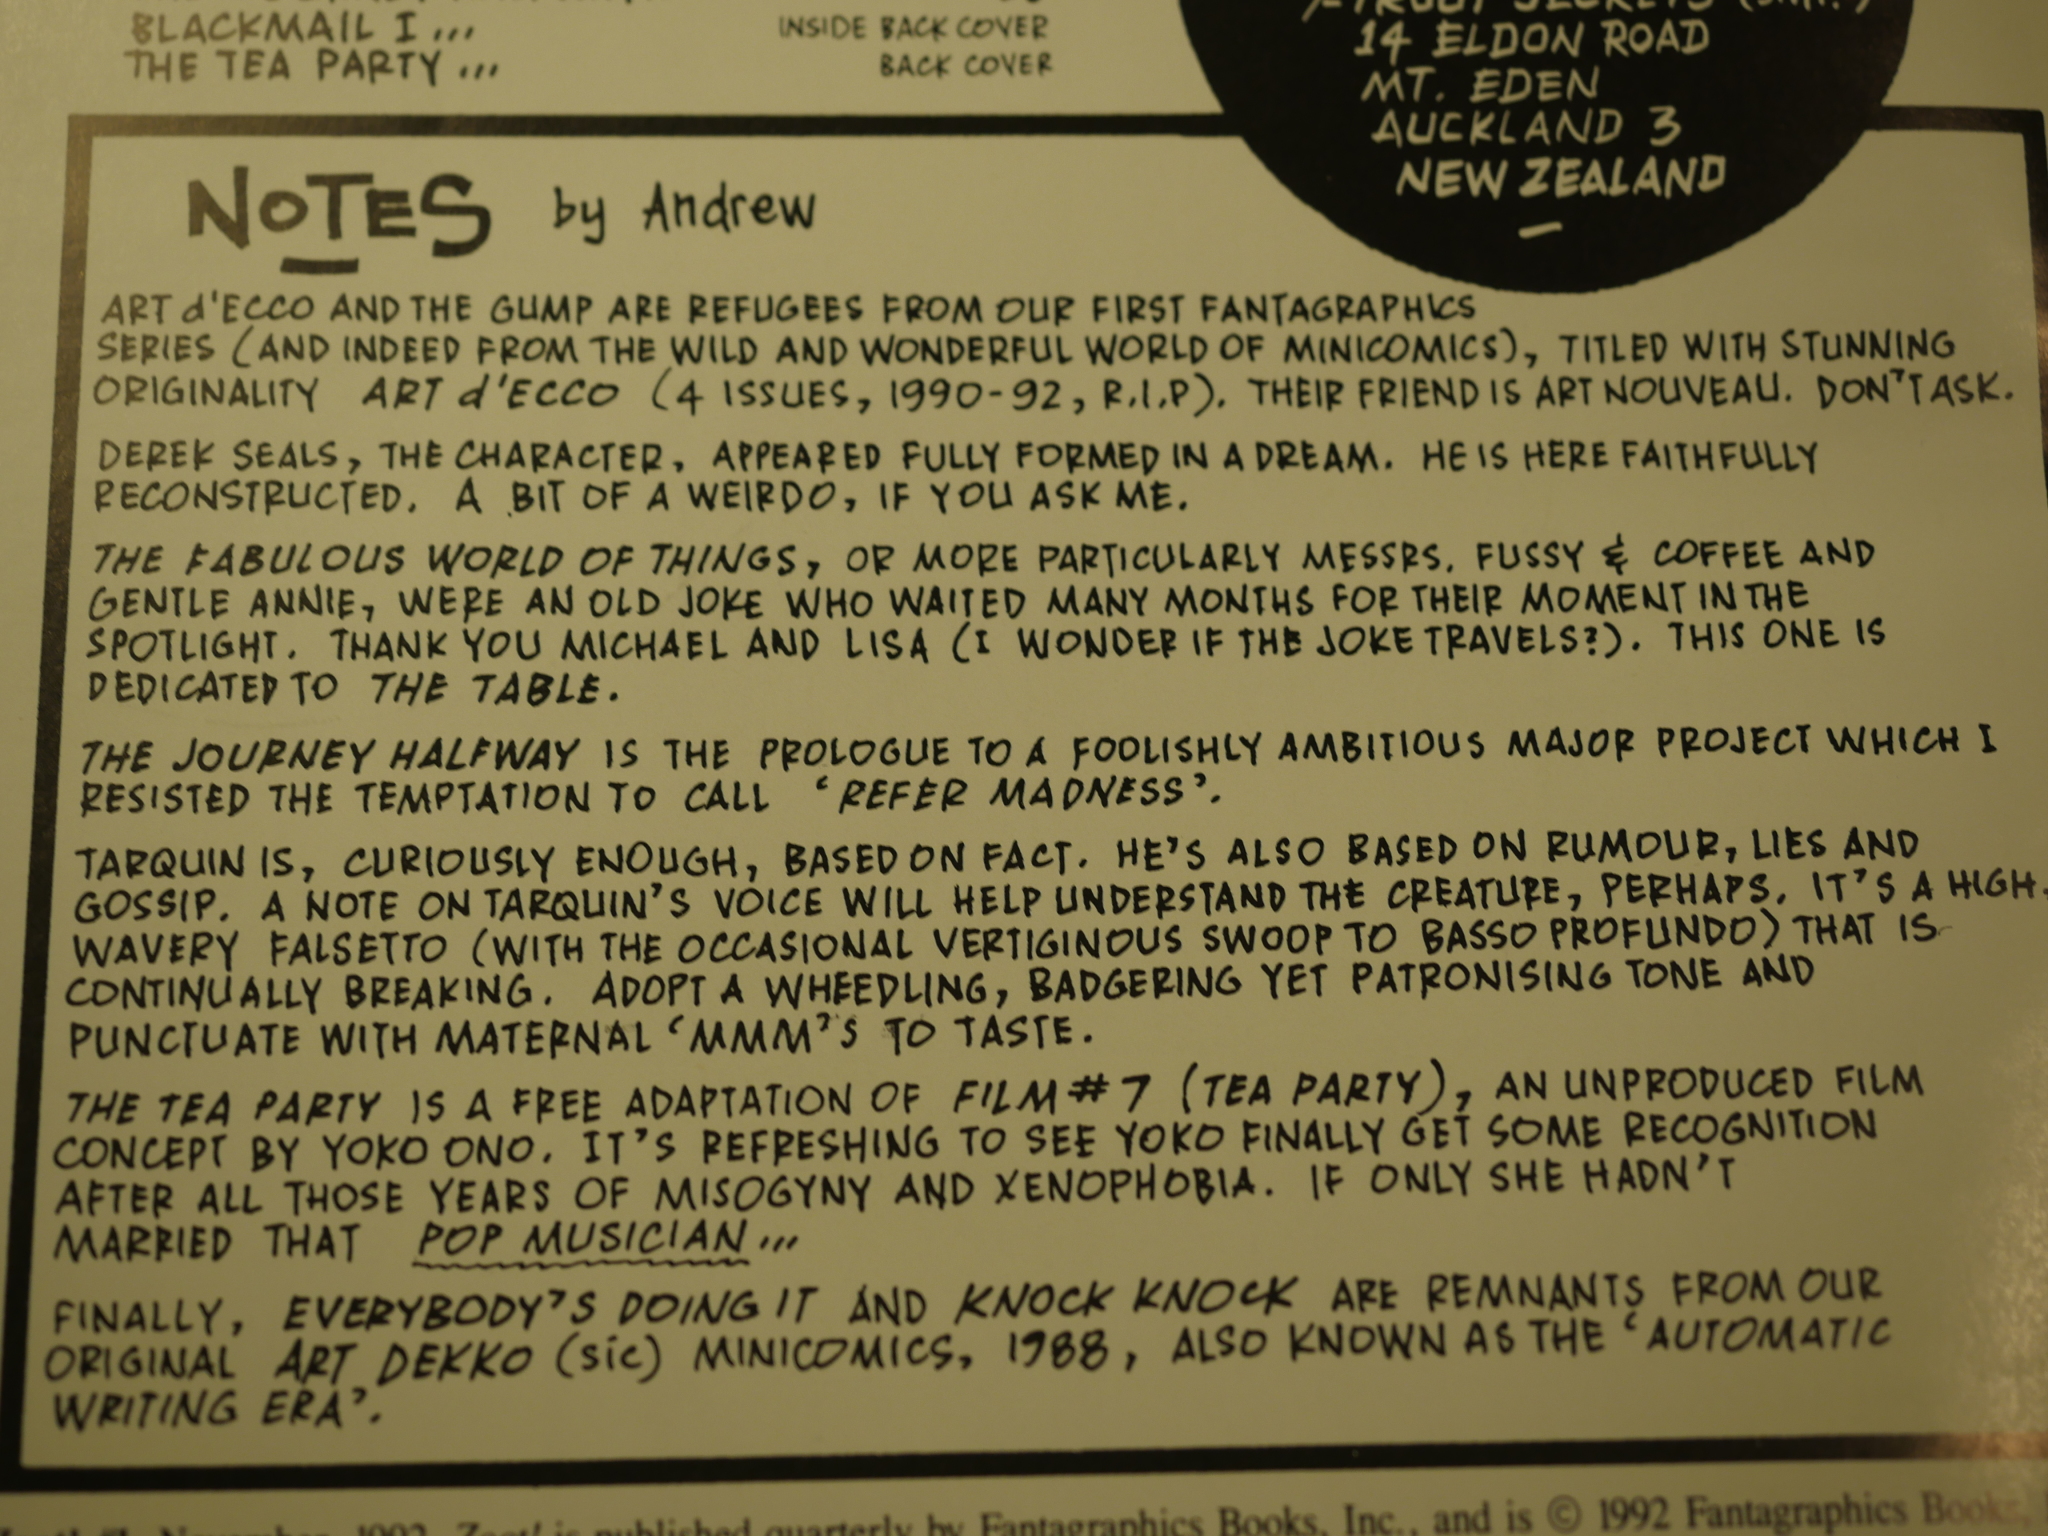 BLACKMAIL I ... INSIDE BACK COVER
THE TEA PARTY ... BACK COVER
14 ELDON ROAD
MT. EDEN
AUCKLAND 3
NEW ZEALAND
NOTES by Andrew
ART d'ECCO AND THE GUMP ARE REFUGEES FROM OUR FIRST FANTAGRAPHICS
SERIES (AND INDEED FROM THE WILD AND WONDERFUL WORLD OF MINICOMICS), TITLED WITH STUNNING
ORIGINALITY ART d'ECCO (4 ISSUES, 1990-92, R.I.P). THEIR FRIEND IS ART NOUVEAU. DON'T ASK.
DEREK SEALS, THE CHARACTER, APPEARED FULLY FORMED IN A DREAM. HE IS HERE FAITHFULLY
RECONSTRUCTED. A BIT OF A WEIRDO, IF YOU ASK ME.
THE FABULOUS WORLD OF THINGS, OR MORE PARTICULARLY MESSRS. FUSSY & COFFEE AND
GENTLE ANNIE, WERE AN OLD JOKE WHO WAITED MANY MONTHS FOR THEIR MOMENT IN THE
SPOTLIGHT. THANK YOU MICHAEL AND LISA (I WONDER IF THE JOKE TRAVELS?). THIS ONE IS
DEDICATED TO THE TABLE.
THE JOURNEY HALFWAY IS THE PROLOGUE TO A FOOLISHLY AMBITIOUS MAJOR PROJECT WHICH I
RESISTED THE TEMPTATION TO CALL 'REFER MADNESS'.
TARQUIN IS, CURIOUSLY ENOUGH, BASED ON FACT. HE'S ALSO BASED ON RUMOUR, LIES AND
GOSSIP. A NOTE ON TARQUIN'S VOICE WILL HELP UNDERSTAND THE CREATURE, PERHAPS. IT'S A HIGH,
WAVERY FALSETTO (WITH THE OCCASIONAL VERTIGINOUS SWOOP TO BASSO PROFUNDO) THAT IS
CONTINUALLY BREAKING. ADOPT A WHEEDLING, BADGERING YET PATRONISING TONE AND
PUNCTUATE WITH MATERNAL 'MMM'S TO TASTE.
THE TEA PARTY IS A FREE ADAPTATION OF FILM #7 (TEA PARTY), AN UNPRODUCED FILM
CONCEPT BY YOKO ONO. IT'S REFRESHING TO SEE YOKO FINALLY GET SOME RECOGNITION
AFTER ALL THOSE YEARS OF MISOGYNY AND XENOPHOBIA. IF ONLY SHE HADN'T
MARRIED THAT POP MUSICIAN...
FINALLY, EVERYBODY'S DOING IT AND KNOCK KNOCK ARE REMNANTS FROM OUR
ORIGINAL ART DEKKO (sic) MINICOMICS, 1988, ALSO KNOWN AS THE 'AUTOMATIC
WRITING ERA'.
November, 1992. is published quarterly by Fantagraphics Books, Inc., and is © 1992 Fantagraphics Books,